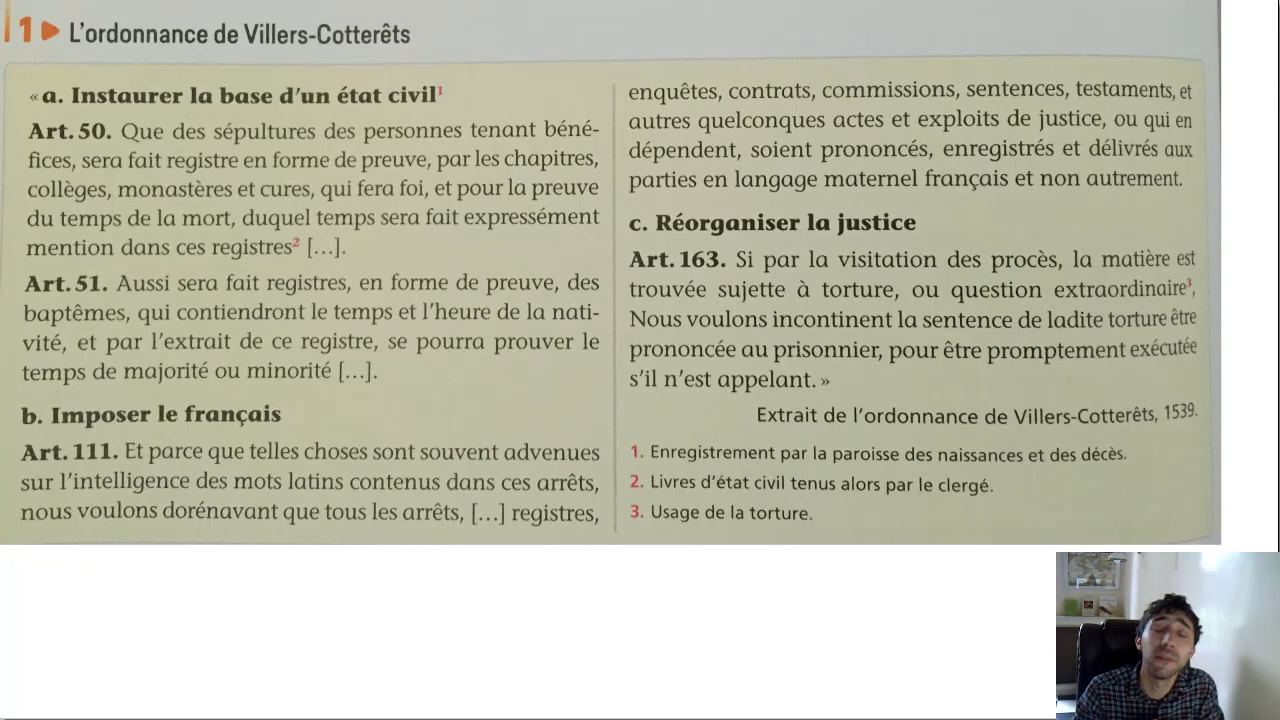 1 ▶ L'ordonnance de Villers-Cotterêts
« a. Instaurer la base d'un état civil¹
Art. 50. Que des sépultures des personnes tenant béné-
fices, sera fait registre en forme de preuve, par les chapitres,
collèges, monastères et cures, qui fera foi, et pour la preuve
du temps de la mort, duquel temps sera fait expressément
mention dans ces registres² [...].
Art. 51. Aussi sera fait registres, en forme de preuve, des
baptêmes, qui contiendront le temps et l'heure de la nati-
vité, et par l'extrait de ce registre, se pourra prouver le
temps de majorité ou minorité [...].
b. Imposer le français
Art. 111. Et parce que telles choses sont souvent advenues
sur l'intelligence des mots latins contenus dans ces arrêts,
nous voulons dorénavant que tous les arrêts, [...] registres,
enquêtes, contrats, commissions, sentences, testaments, et
autres quelconques actes et exploits de justice, ou qui en
dépendent, soient prononcés, enregistrés et délivrés aux
parties en langage maternel français et non autrement.
c. Réorganiser la justice
Art. 163. Si par la visitation des procès, la matière est
trouvée sujette à torture, ou question extraordinaire³,
Nous voulons incontinent la sentence de ladite torture être
prononcée au prisonnier, pour être promptement exécutée
s'il n'est appelant. »
Extrait de l'ordonnance de Villers-Cotterêts, 1539.
1. Enregistrement par la paroisse des naissances et des décès.
2. Livres d'état civil tenus alors par le clergé.
3. Usage de la torture.